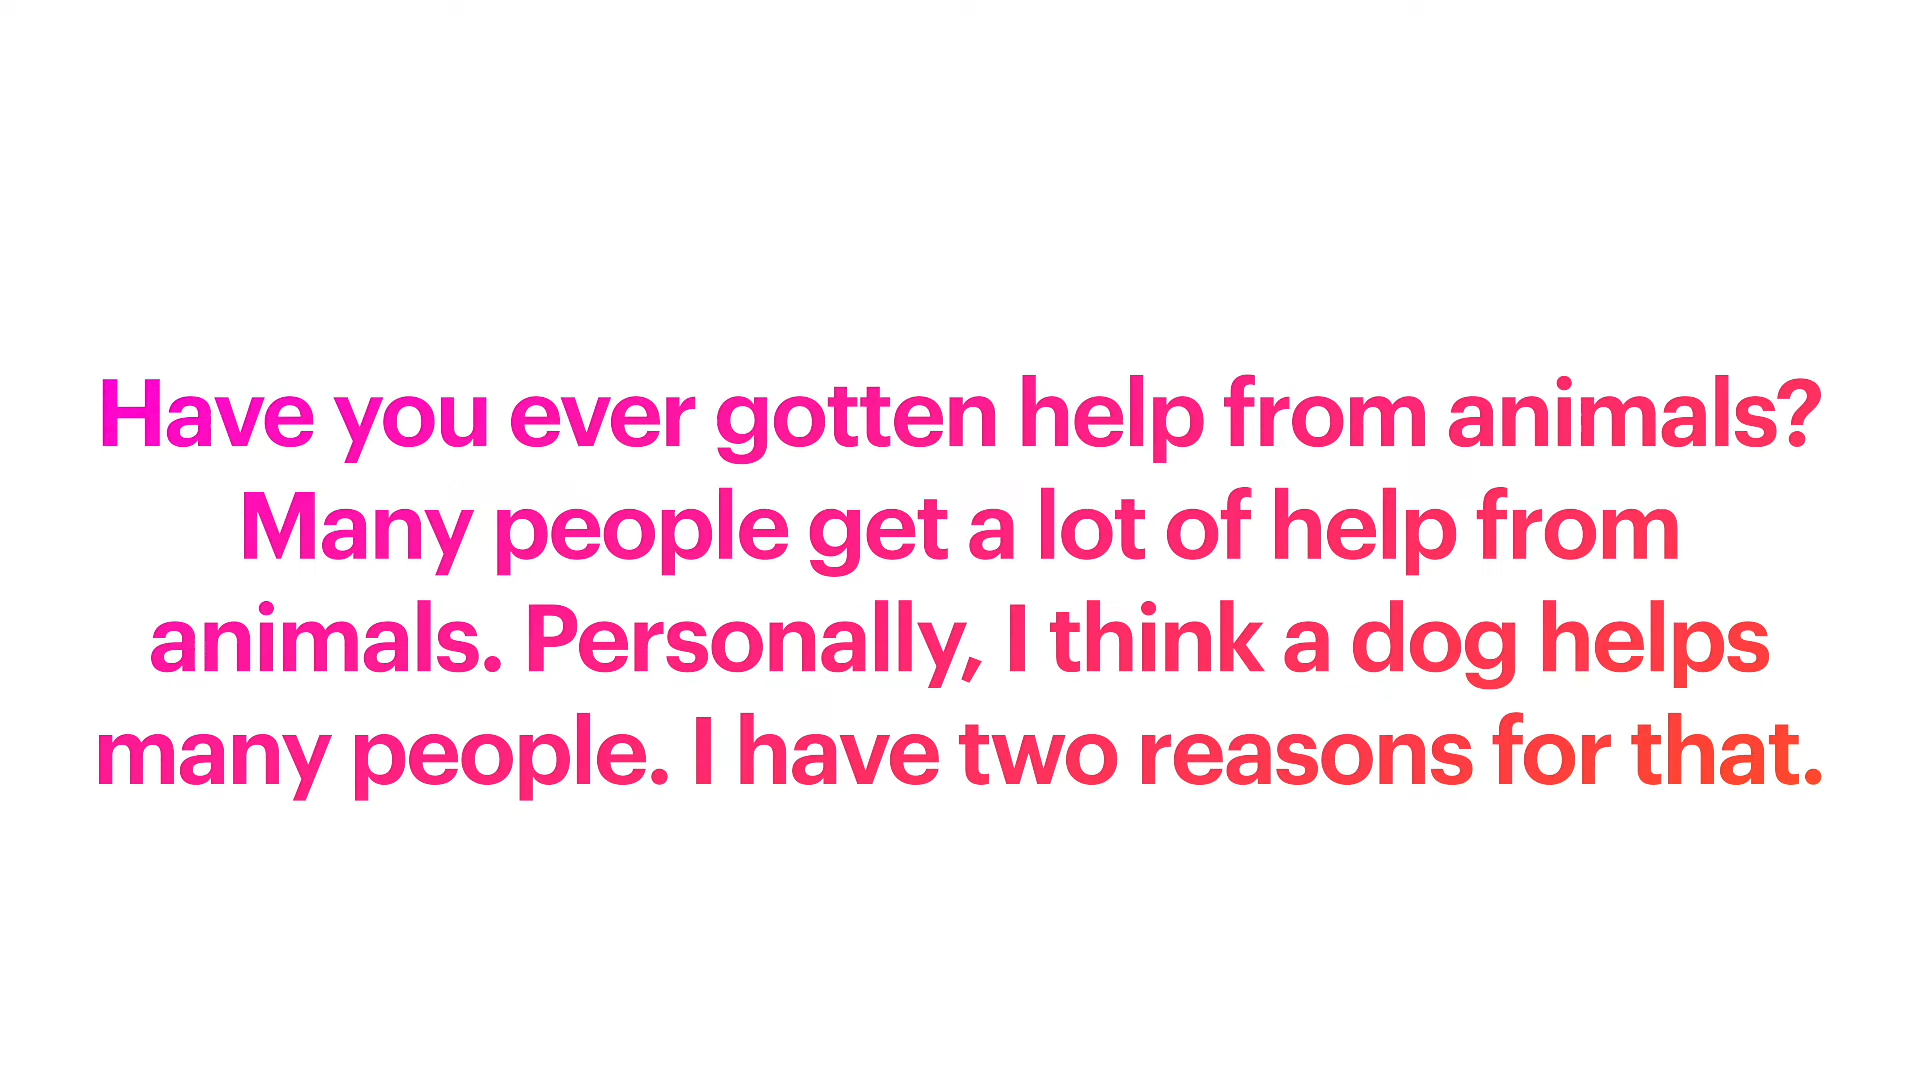 Have you ever gotten help from animals?
Many people get a lot of help from
animals. Personally, I think a dog helps
many people. I have two reasons for that.